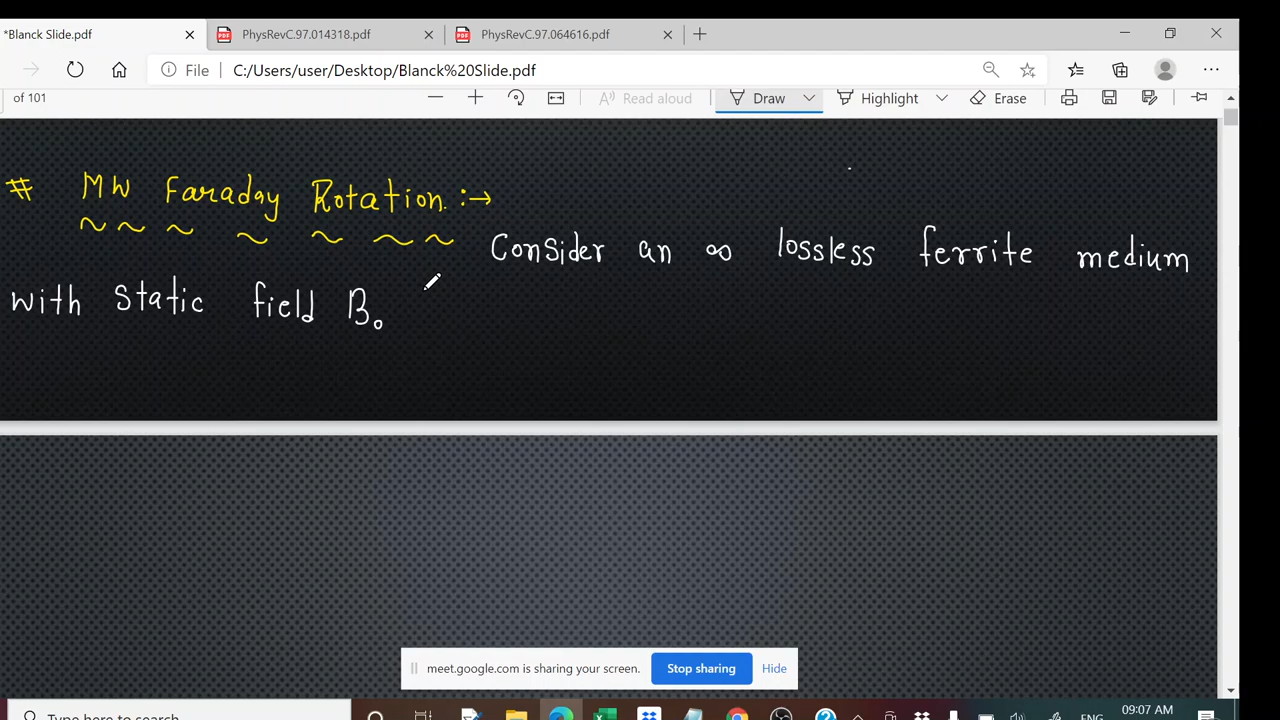 *Blanck Slide.pdf
PhysRevC.97.014318.pdf
PhysRevC.97.064616.pdf
File C:/Users/user/Desktop/Blanck%20Slide.pdf
of 101 Read aloud Draw Highlight Erase
# MW Faraday Rotation :→
Consider an ∞ lossless ferrite medium
with static field B₀
meet.google.com is sharing your screen. Stop sharing Hide
09:07 AM
Type here to search
ENG